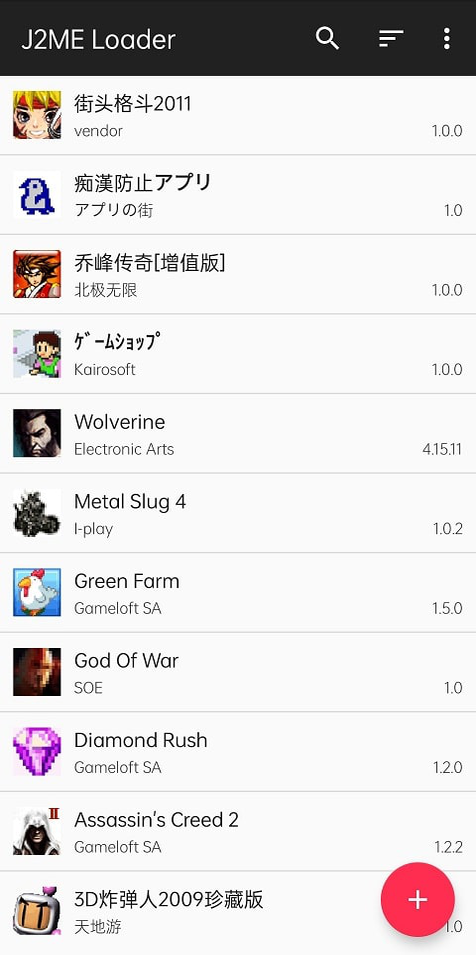 J2ME Loader
街头格斗2011
vendor 1.0.0
痴漢防止アプリ
アプリの街 1.0
乔峰传奇[增值版]
北极无限 1.0.0
ｹﾞｰﾑｼｮｯﾌﾟ
Kairosoft 1.0.0
Wolverine
Electronic Arts 4.15.11
Metal Slug 4
I-play 1.0.2
Green Farm
Gameloft SA 1.5.0
God Of War
SOE 1.0
Diamond Rush
Gameloft SA 1.2.0
II
Assassin's Creed 2
Gameloft SA 1.2.2
3D炸弹人2009珍藏版
天地游 1.0